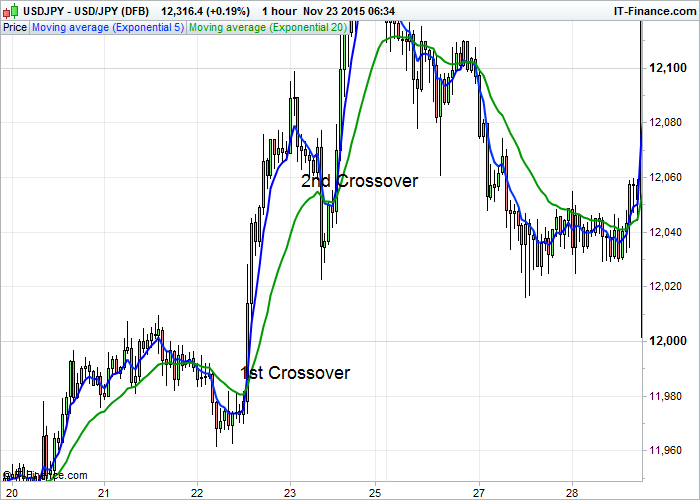 USDJPY - USD/JPY (DFB) 12,316.4 (+0.19%) 1 hour Nov 23 2015 06:34 IT-Finance.com
Price Moving average (Exponential 5) Moving average (Exponential 20)
12,100
12,080
2nd Crossover
12,060
12,040
12,020
12,000
1st Crossover
11,980
11,960
© IT-Finance.com
20 21 22 23 25 26 27 28